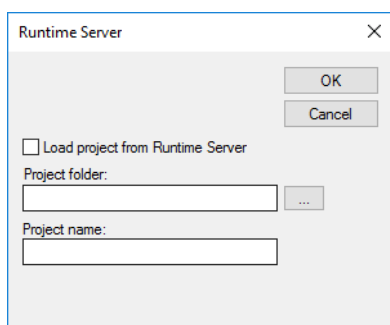 Runtime Server
OK
Cancel
Load project from Runtime Server
Project folder:
...
Project name: